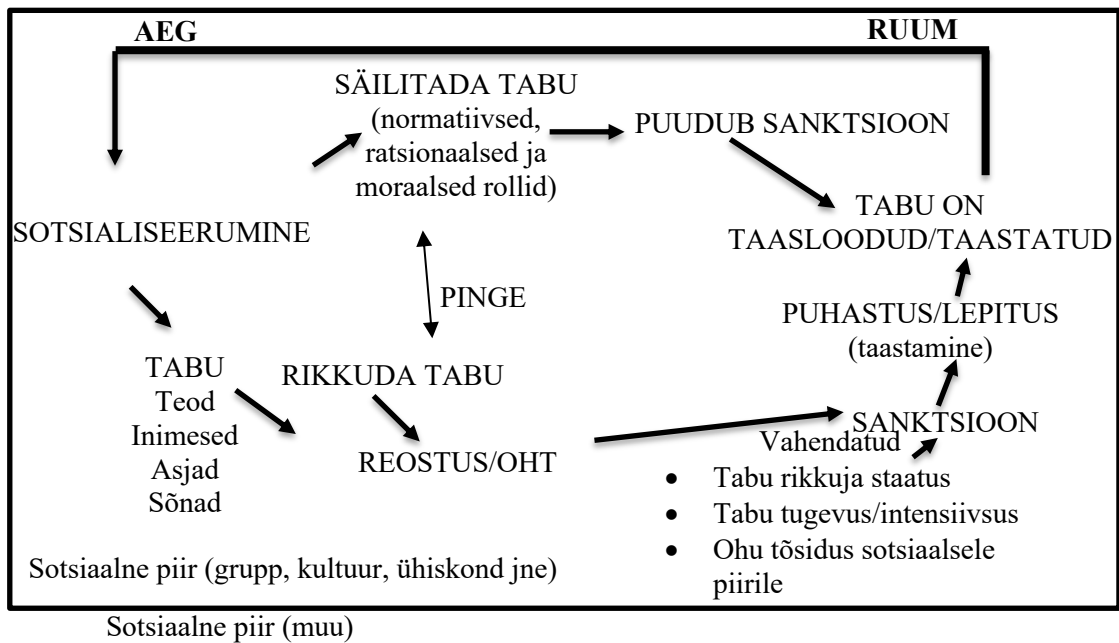 AEG
RUUM
SÄILITADA TABU
(normatiivsed,
ratsionaalsed ja
moraalsed rollid)
PUUDUB SANKTSIOON
SOTSIALISEERUMINE
TABU ON
TAASLOODUD/TAASTATUD
PINGE
PUHASTUS/LEPITUS
(taastamine)
TABU
Teod
Inimesed
Asjad
Sõnad
RIKKUDA TABU
REOSTUS/OHT
SANKTSIOON
Vahendatud
• Tabu rikkuja staatus
• Tabu tugevus/intensiivsus
• Ohu tõsidus sotsiaalsele
piirile
Sotsiaalne piir (grupp, kultuur, ühiskond jne)
Sotsiaalne piir (muu)